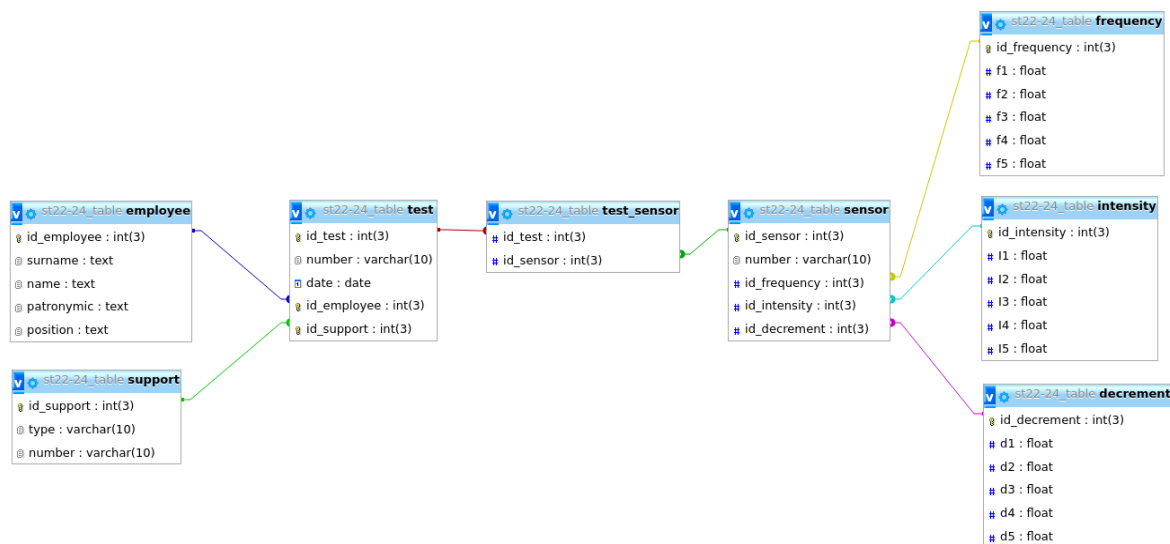 st22-24_table employee
id_employee : int(3)
surname : text
name : text
patronymic : text
position : text
st22-24_table support
id_support : int(3)
type : varchar(10)
number : varchar(10)
st22-24_table test
id_test : int(3)
number : varchar(10)
date : date
id_employee : int(3)
id_support : int(3)
st22-24_table test_sensor
id_test : int(3)
id_sensor : int(3)
st22-24_table sensor
id_sensor : int(3)
number : varchar(10)
id_frequency : int(3)
id_intensity : int(3)
id_decrement : int(3)
st22-24_table frequency
id_frequency : int(3)
f1 : float
f2 : float
f3 : float
f4 : float
f5 : float
st22-24_table intensity
id_intensity : int(3)
I1 : float
I2 : float
I3 : float
I4 : float
I5 : float
st22-24_table decrement
id_decrement : int(3)
d1 : float
d2 : float
d3 : float
d4 : float
d5 : float